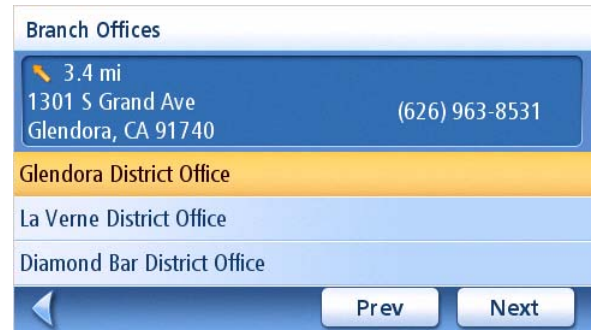 Branch Offices
3.4 mi
1301 S Grand Ave
(626) 963-8531
Glendora, CA 91740
Glendora District Office
La Verne District Office
Diamond Bar District Office
Prev
Next